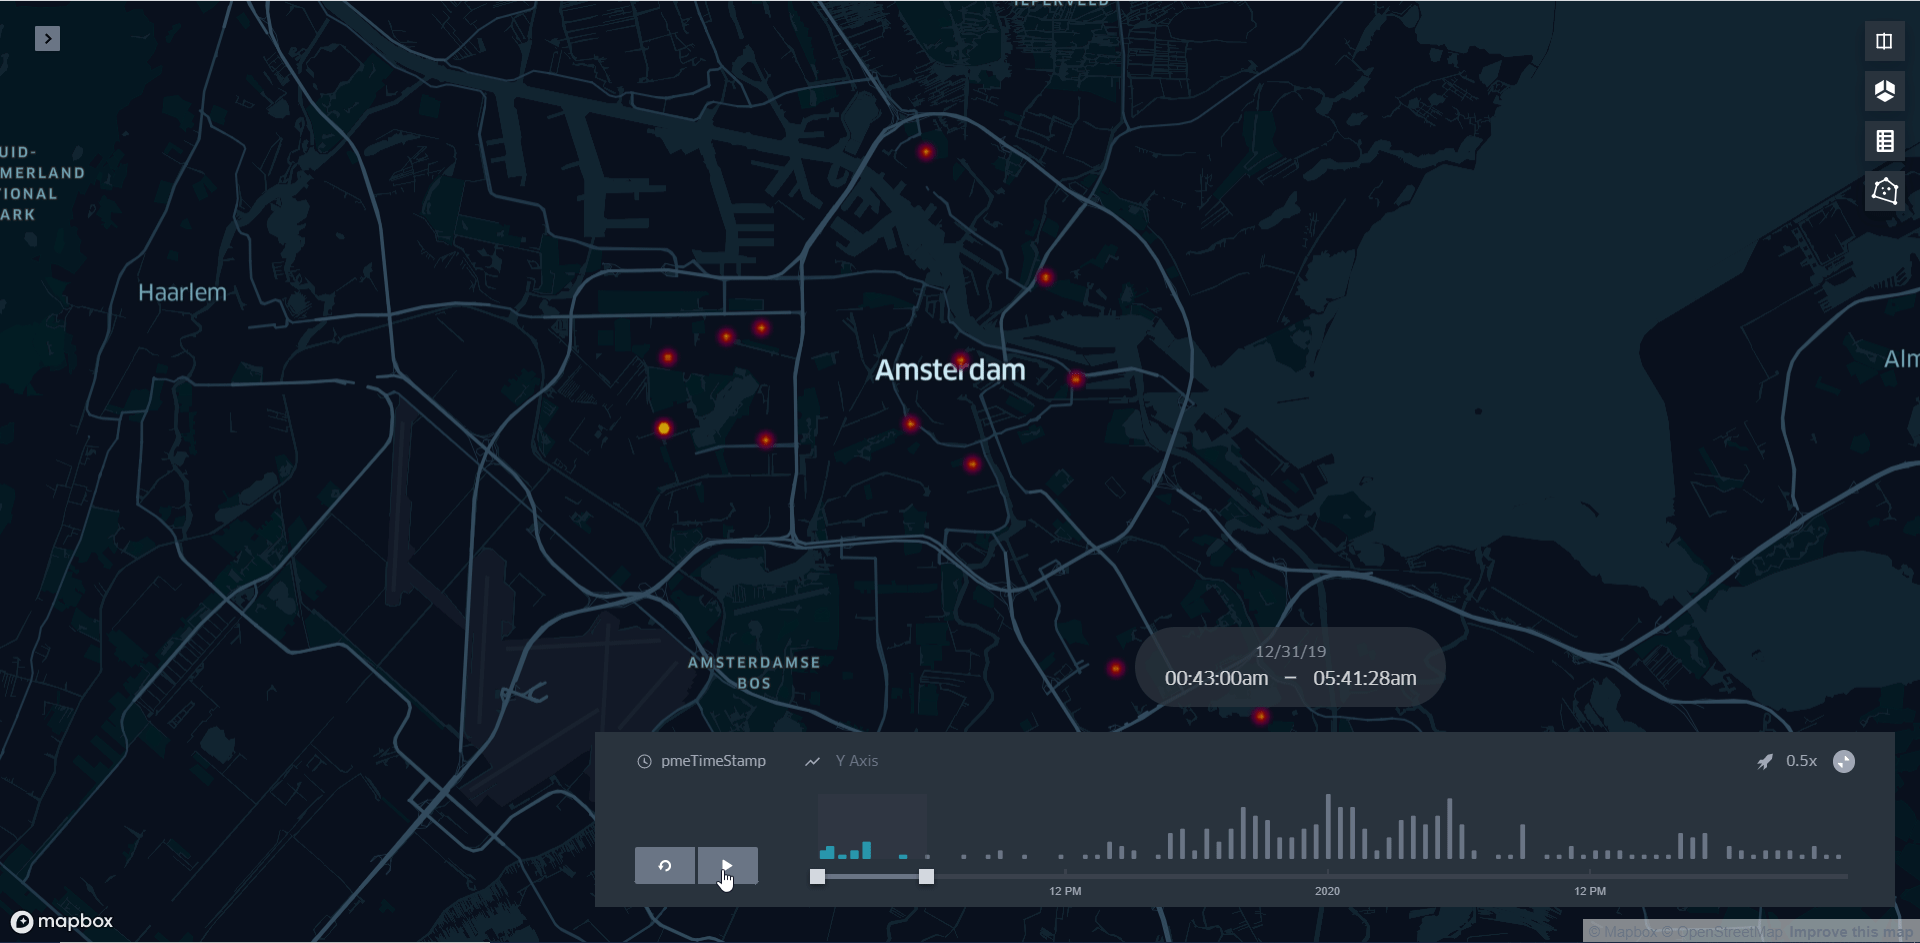 ILPERVELD
UID-
MERLAND
TIONAL
ARK
Haarlem
Amsterdam
Alm
AMSTERDAMSE
BOS
12/31/19
00:43:00am – 05:41:28am
pmeTimeStamp
Y Axis
0.5x
12 PM
2020
12 PM
mapbox
© Mapbox © OpenStreetMap Improve this map